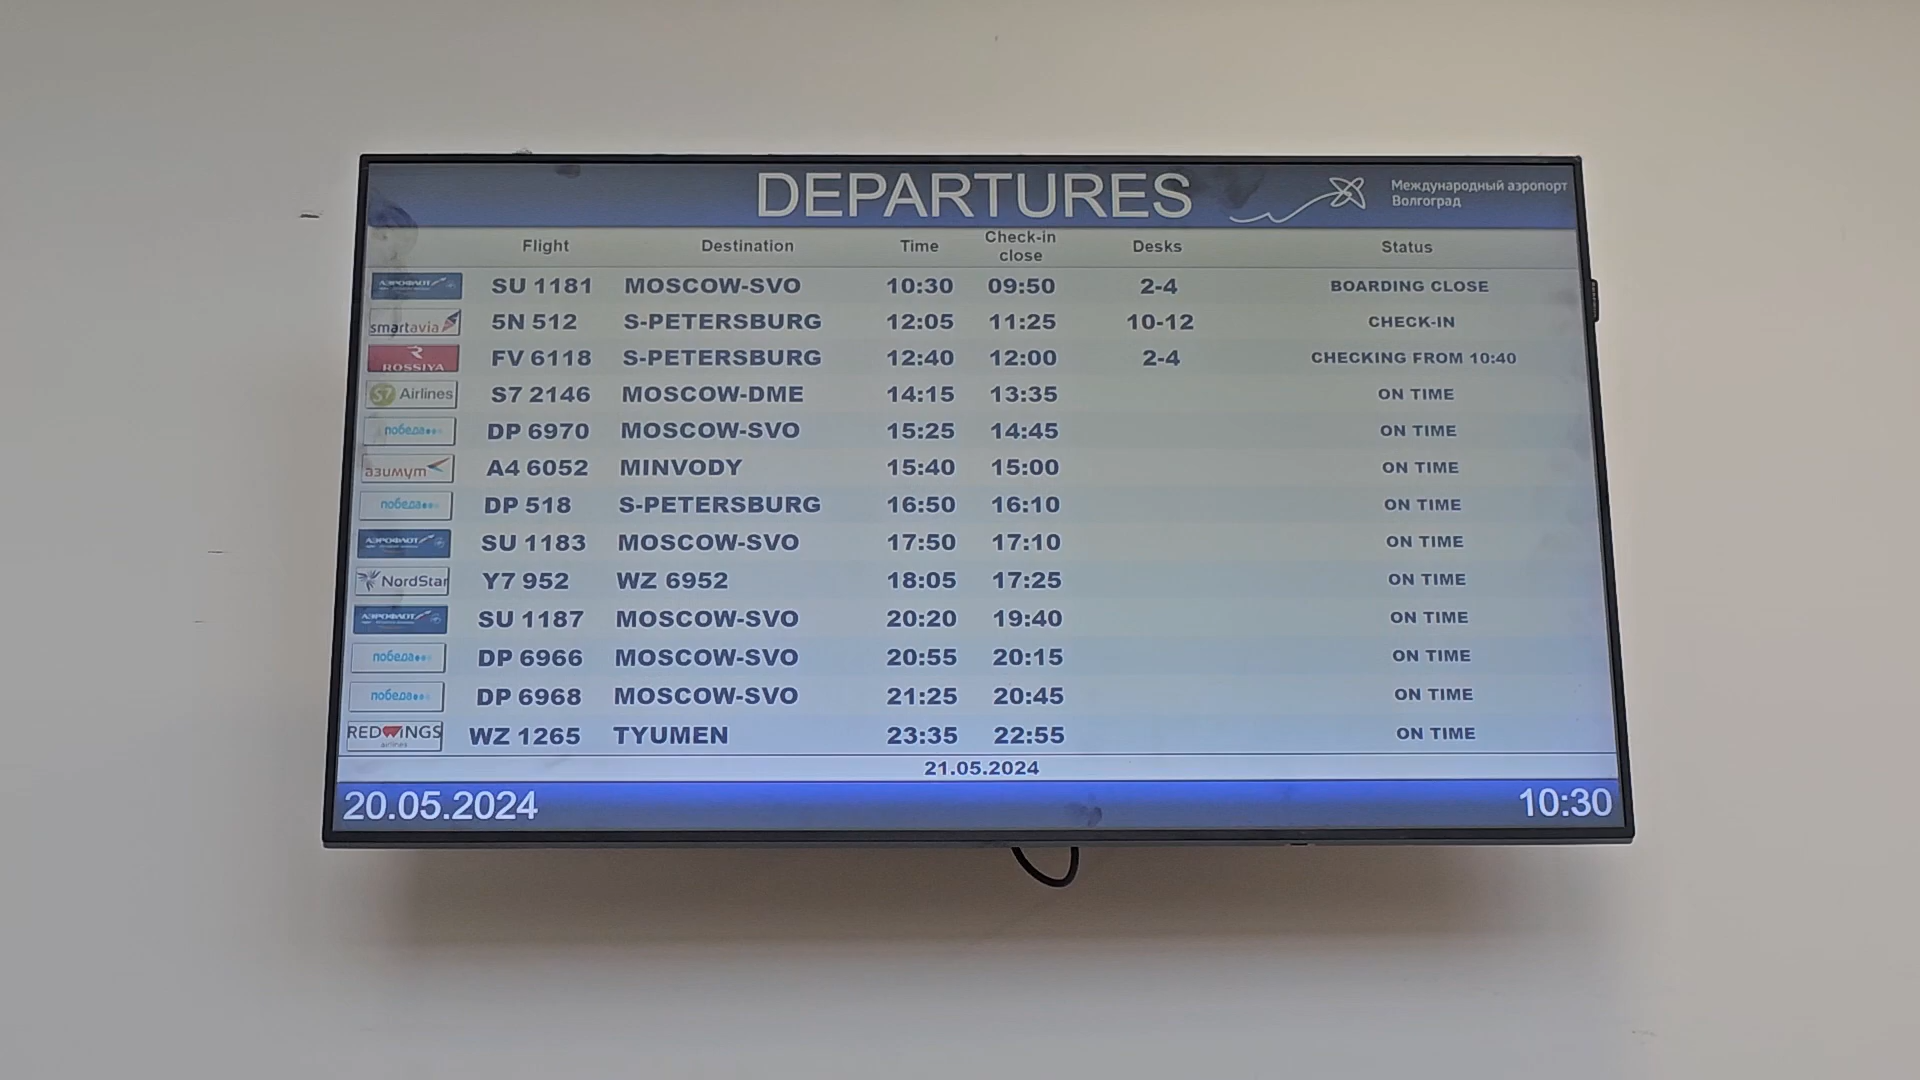 DEPARTURES
Международный аэропорт
Волгоград
Flight Destination Time Check-in close Desks Status
АЭРОФЛОТ SU 1181 MOSCOW-SVO 10:30 09:50 2-4 BOARDING CLOSE
smartavia 5N 512 S-PETERSBURG 12:05 11:25 10-12 CHECK-IN
ROSSIYA FV 6118 S-PETERSBURG 12:40 12:00 2-4 CHECKING FROM 10:40
S7 Airlines S7 2146 MOSCOW-DME 14:15 13:35 ON TIME
победа DP 6970 MOSCOW-SVO 15:25 14:45 ON TIME
азимут A4 6052 MINVODY 15:40 15:00 ON TIME
победа DP 518 S-PETERSBURG 16:50 16:10 ON TIME
АЭРОФЛОТ SU 1183 MOSCOW-SVO 17:50 17:10 ON TIME
NordStar Y7 952 WZ 6952 18:05 17:25 ON TIME
АЭРОФЛОТ SU 1187 MOSCOW-SVO 20:20 19:40 ON TIME
победа DP 6966 MOSCOW-SVO 20:55 20:15 ON TIME
победа DP 6968 MOSCOW-SVO 21:25 20:45 ON TIME
RED WINGS airlines WZ 1265 TYUMEN 23:35 22:55 ON TIME
21.05.2024
20.05.2024 10:30